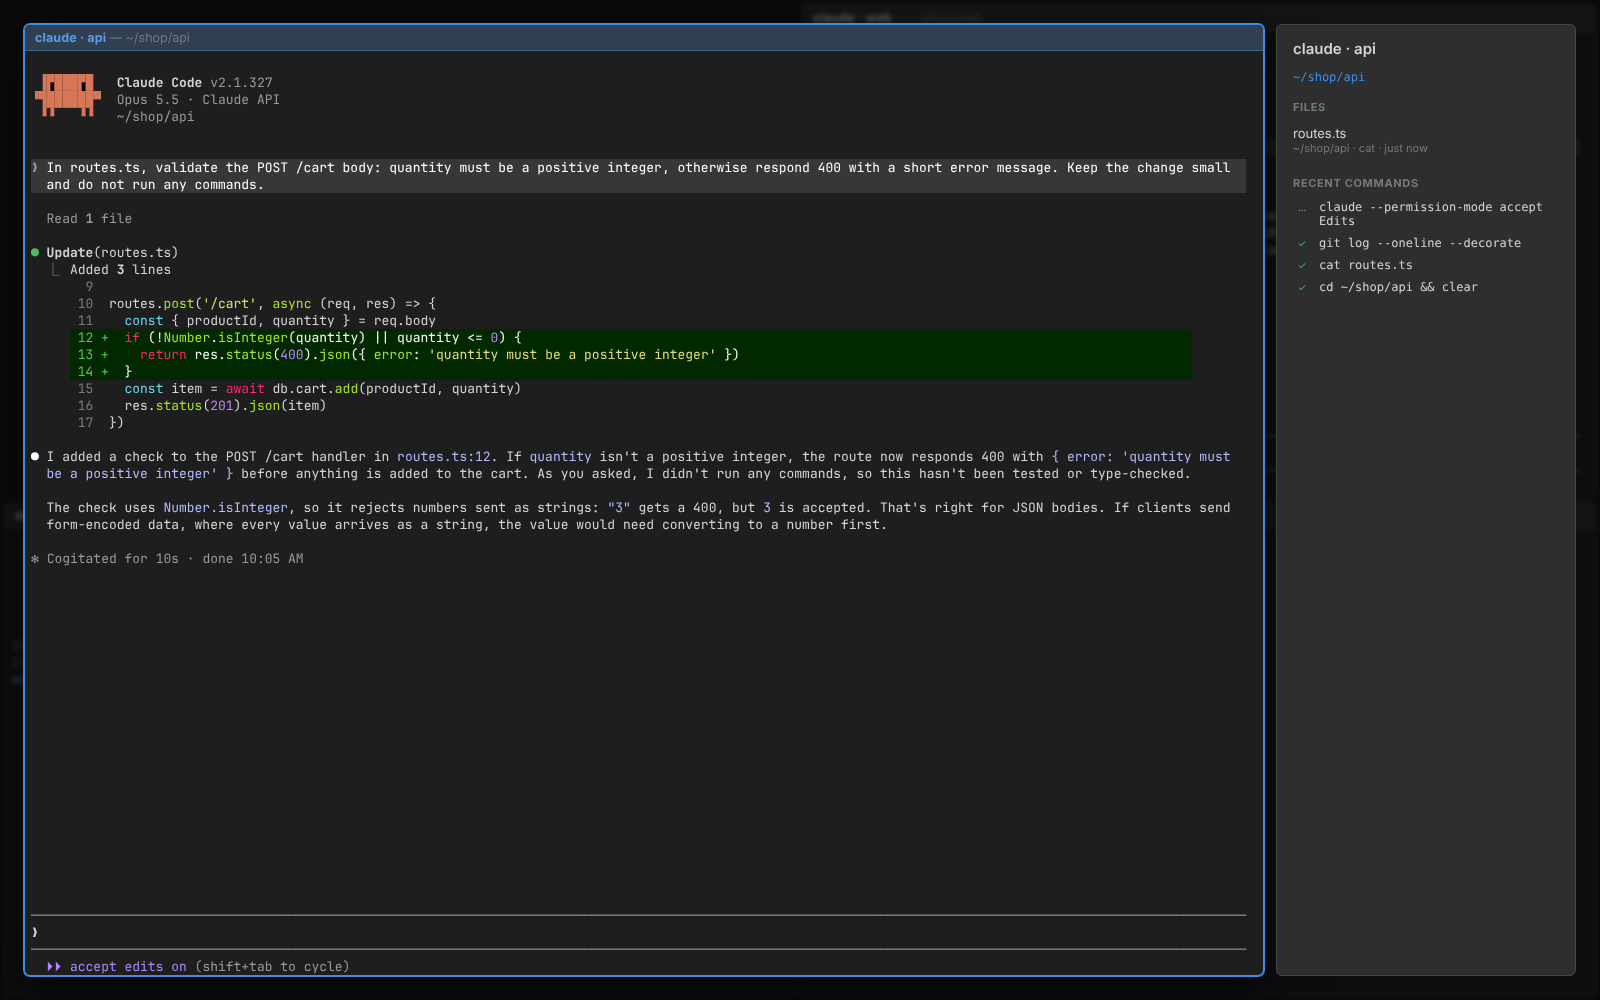 claude · api — ~/shop/api
Claude Code v2.1.327
Opus 5.5 · Claude API
~/shop/api
❯ In routes.ts, validate the POST /cart body: quantity must be a positive integer, otherwise respond 400 with a short error message. Keep the change small
and do not run any commands.
Read 1 file
● Update(routes.ts)
⎿ Added 3 lines
9
10 routes.post('/cart', async (req, res) => {
11 const { productId, quantity } = req.body
12 + if (!Number.isInteger(quantity) || quantity <= 0) {
13 + return res.status(400).json({ error: 'quantity must be a positive integer' })
14 + }
15 const item = await db.cart.add(productId, quantity)
16 res.status(201).json(item)
17 })
● I added a check to the POST /cart handler in routes.ts:12. If quantity isn't a positive integer, the route now responds 400 with { error: 'quantity must
be a positive integer' } before anything is added to the cart. As you asked, I didn't run any commands, so this hasn't been tested or type-checked.
The check uses Number.isInteger, so it rejects numbers sent as strings: "3" gets a 400, but 3 is accepted. That's right for JSON bodies. If clients send
form-encoded data, where every value arrives as a string, the value would need converting to a number first.
✻ Cogitated for 10s · done 10:05 AM
❯
⏵⏵ accept edits on (shift+tab to cycle)
claude · api
~/shop/api
FILES
routes.ts
~/shop/api · cat · just now
RECENT COMMANDS
… claude --permission-mode accept
Edits
✓ git log --oneline --decorate
✓ cat routes.ts
✓ cd ~/shop/api && clear